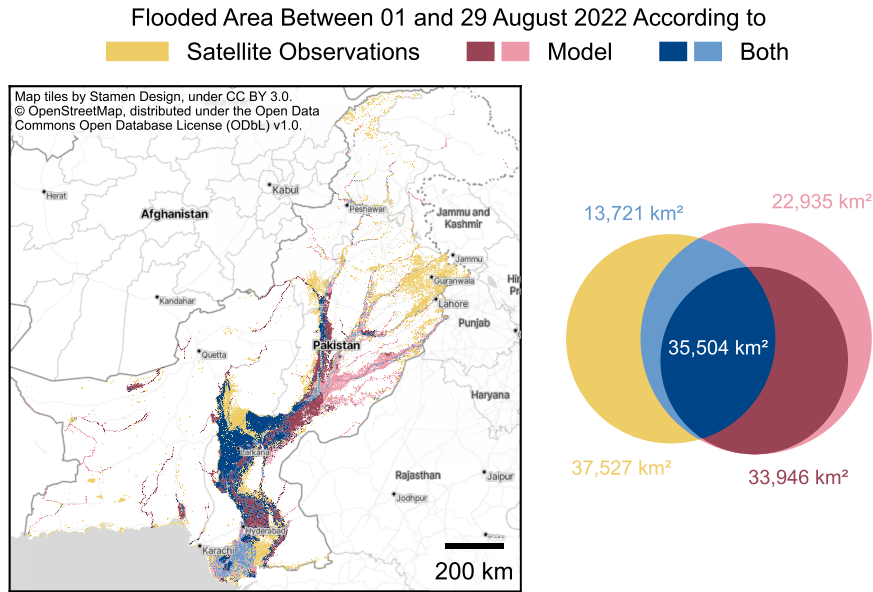 Flooded Area Between 01 and 29 August 2022 According to
Satellite Observations Model Both
Map tiles by Stamen Design, under CC BY 3.0.
© OpenStreetMap, distributed under the Open Data
Commons Open Database License (ODbL) v1.0.
Kabul
Herat
Afghanistan
Peshawar
Jammu and
Kashmir
Jammu
Gujranwala
Kandahar
Lahore
Punjab
Pakistan
Quetta
Haryana
Larkana
Rajasthan
Jaipur
Jodhpur
Hyderabad
Karachi
200 km
22,935 km²
13,721 km²
35,504 km²
37,527 km²
33,946 km²